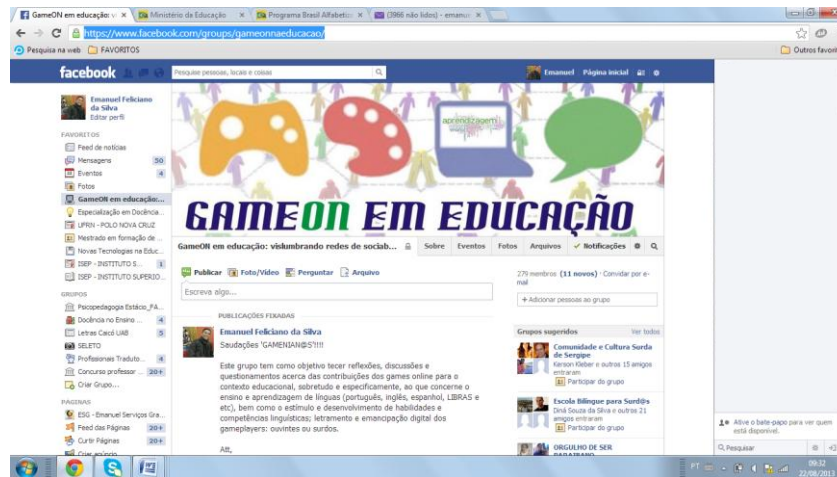 GameON em educação: v
Ministério da Educação
Programa Brasil Alfabetiz
(3966 não lidos) - emanue
https://www.facebook.com/groups/gameonnaeducacao/
Pesquisa na web FAVORITOS
Outros favorit
facebook
Pesquise pessoas, locais e coisas
Emanuel Página inicial
Emanuel Feliciano
da Silva
Editar perfil
FAVORITOS
Feed de notícias
Mensagens 50
Eventos 4
Fotos
GameON em educação:...
Especialização em Docência...
UPRN - POLO NOVA CRUZ
Mestrado em formação de ...
Novas Tecnologias na Educ...
ISEP - INSTITUTO S... 1
ISEP - INSTITUTO SUPERIO...
GRUPOS
Psicopedagogia Estácio_FA...
Docência no Ensino ... 4
Letras Caicó UAB 5
SELETO
Profissionais Traduto... 4
Concurso professor ... 20+
Criar Grupo...
PÁGINAS
ESG - Emanuel Serviços Gra...
Feed das Páginas 20+
Curtir Páginas 20+
Criar anúncio
aprendizagem
GAMEON EM EDUCAÇÃO
GameON em educação: vislumbrando redes de sociab...
Sobre Eventos Fotos Arquivos ✓ Notificações
Publicar Foto/Vídeo Perguntar Arquivo
Escreva algo...
PUBLICAÇÕES FIXADAS
Emanuel Feliciano da Silva
Saudações 'GAMENIAN@S'!!!!
Este grupo tem como objetivo tecer reflexões, discussões e
questionamentos acerca das contribuições dos games online para o
contexto educacional, sobretudo e especificamente, ao que concerne o
ensino e aprendizagem de línguas (português, inglês, espanhol, LIBRAS e
etc), bem como o estímulo e desenvolvimento de habilidades e
competências linguísticas; letramento e emancipação digital dos
gameplayers: ouvintes ou surdos.
Att,
279 membros (11 novos) · Convidar por e-
mail
+ Adicionar pessoas ao grupo
Grupos sugeridos Ver todos
Comunidade e Cultura Surda
de Sergipe
Kerson Kleber e outros 15 amigos
entraram
Participar do grupo
Escola Bilíngue para Surd@s
Diná Souza da Silva e outros 21
amigos entraram
Participar do grupo
ORGULHO DE SER
PARAIBANO
Ative o bate-papo para ver quem
está disponível.
Pesquisar
PT
09:32
22/08/2013